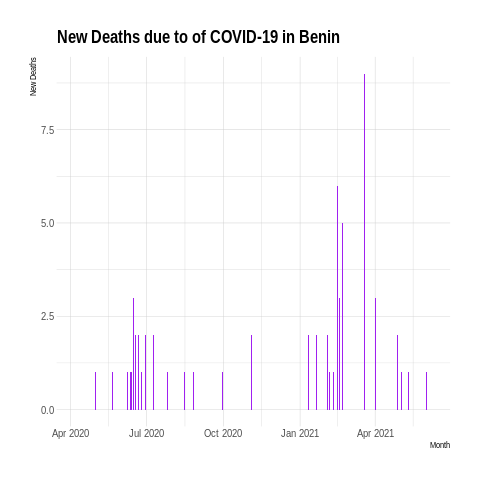 New Deaths due to of COVID-19 in Benin
New Deaths
7.5
5.0
2.5
0.0
Apr 2020 Jul 2020 Oct 2020 Jan 2021 Apr 2021
Month